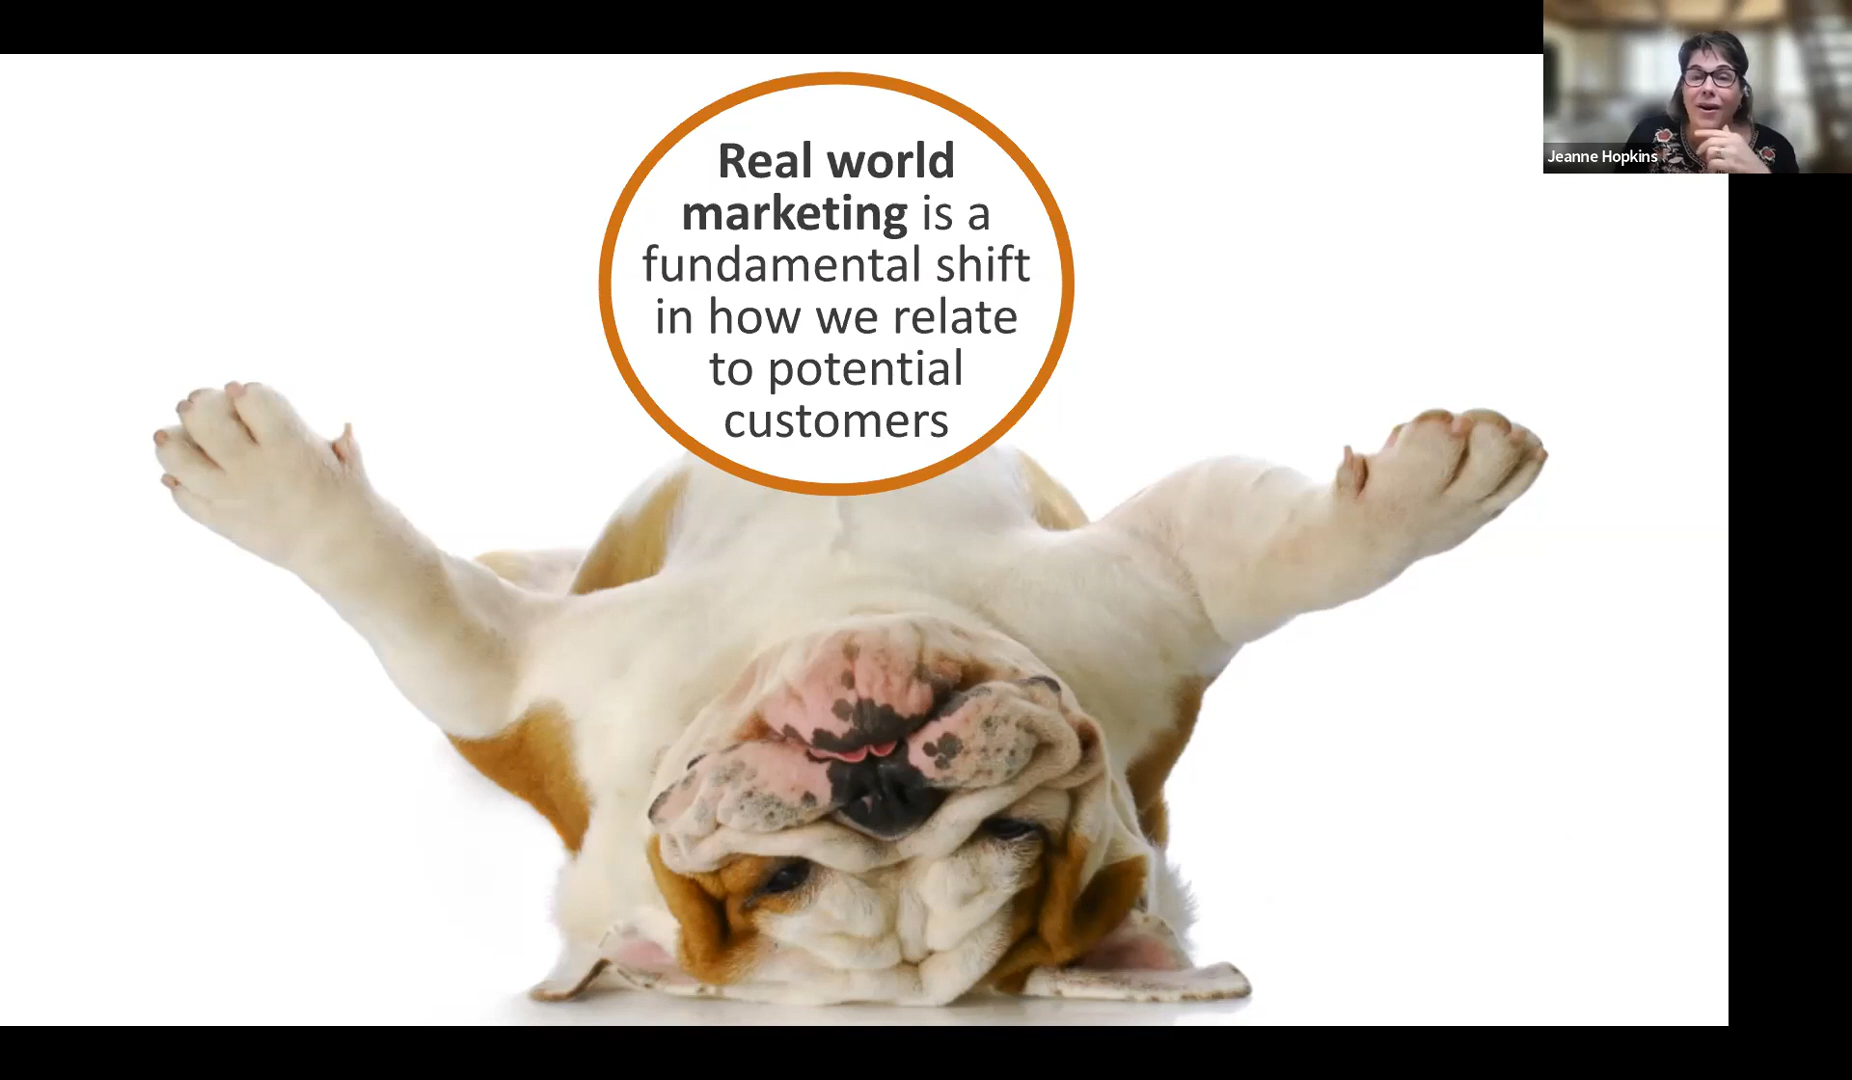 Real world
marketing is a
fundamental shift
in how we relate
to potential
customers
Jeanne Hopkins